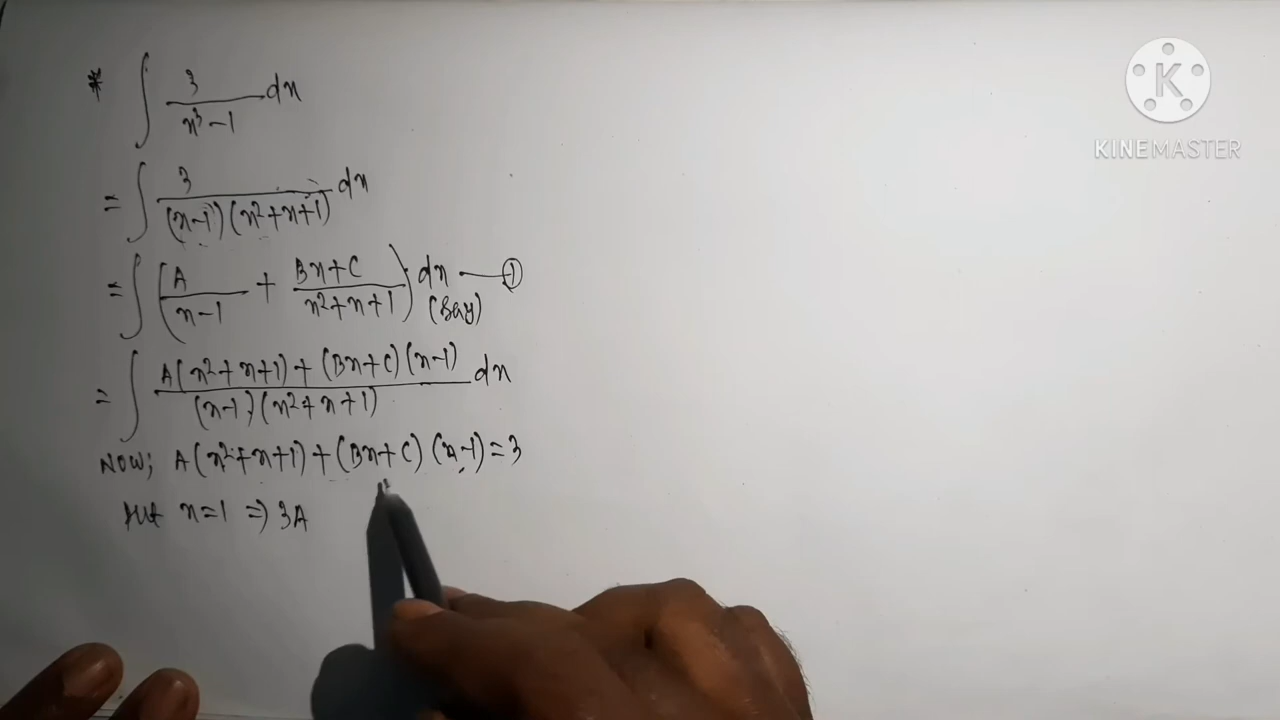 * ∫ 3/(x³-1) dx
= ∫ 3/((x-1)(x²+x+1)) dx
= ∫ (A/(x-1) + (Bx+C)/(x²+x+1)) dx —①
(Say)
= ∫ (A(x²+x+1)+(Bx+C)(x-1))/((x-1)(x²+x+1)) dx
NOW; A(x²+x+1)+(Bx+C)(x-1)=3
Put x=1 => 3A
K
KINEMASTER